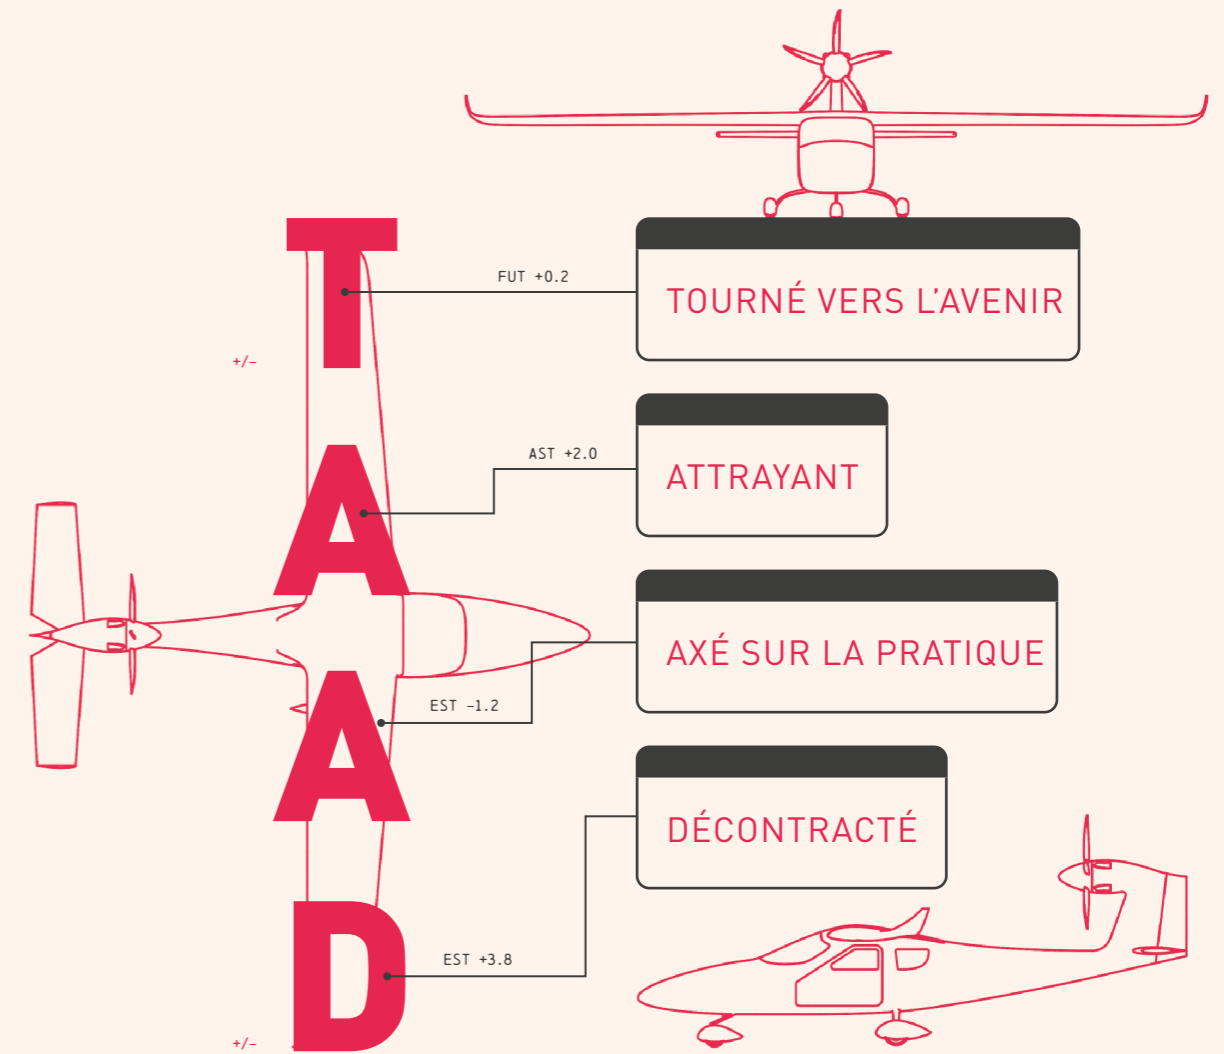 T
FUT +0.2
TOURNÉ VERS L’AVENIR
+/–
A
AST +2.0
ATTRAYANT
A
EST –1.2
AXÉ SUR LA PRATIQUE
D
EST +3.8
DÉCONTRACTÉ
+/–